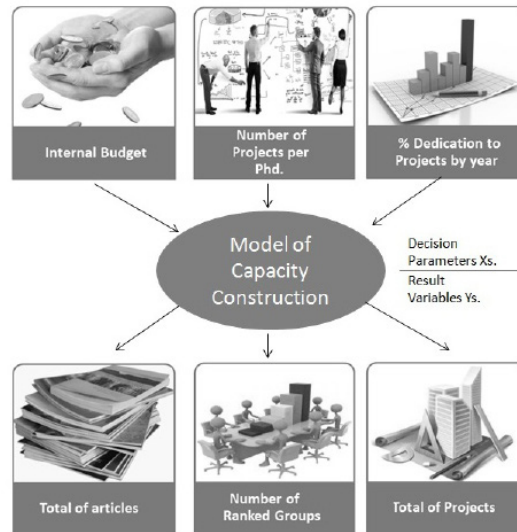 Internal Budget
Number of
Projects per
Phd.
% Dedication to
Projects by year
Model of
Capacity
Construction
Decision
Parameters Xs.
Result
Variables Ys.
Total of articles
Number of
Ranked Groups
Total of Projects